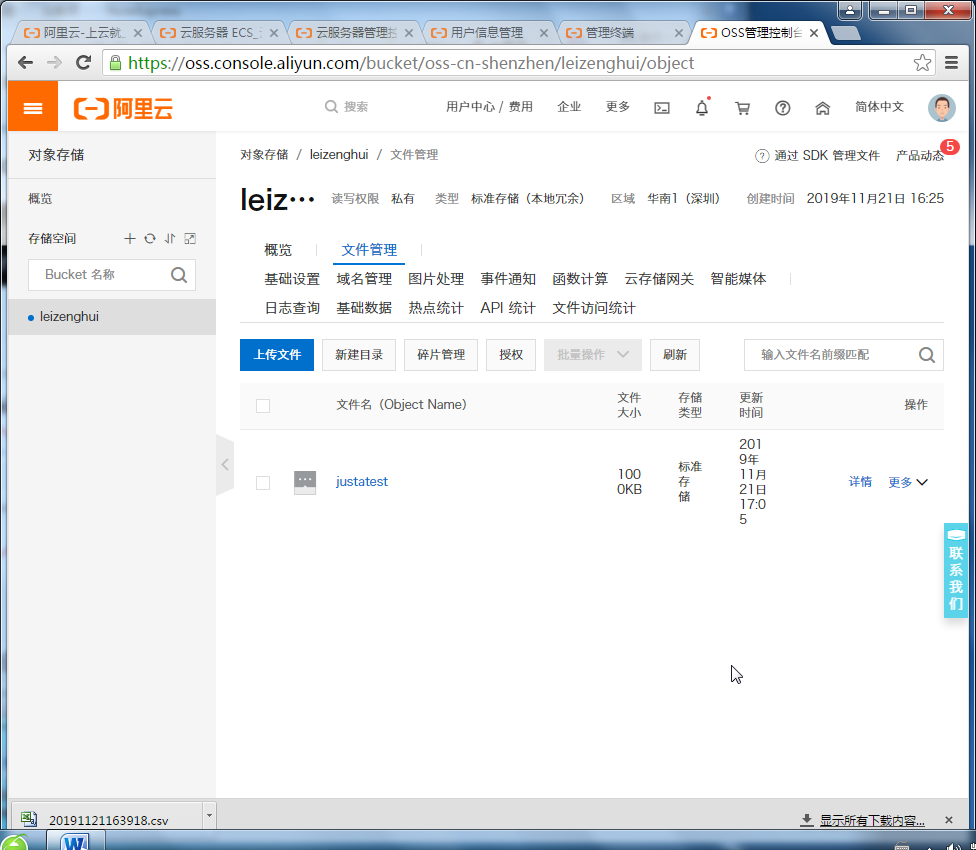 阿里云-上云就
云服务器 ECS_
云服务器管理控
用户信息管理
管理终端
OSS管理控制台
https://oss.console.aliyun.com/bucket/oss-cn-shenzhen/leizenghui/object
阿里云
搜索
用户中心 / 费用
企业
更多
简体中文
对象存储
对象存储 / leizenghui / 文件管理
通过 SDK 管理文件
产品动态
5
leiz···
读写权限 私有
类型 标准存储（本地冗余）
区域 华南1（深圳）
创建时间 2019年11月21日 16:25
概览
存储空间
Bucket 名称
leizenghui
概览
文件管理
基础设置 域名管理 图片处理 事件通知 函数计算 云存储网关 智能媒体
日志查询 基础数据 热点统计 API 统计 文件访问统计
上传文件
新建目录
碎片管理
授权
批量操作
刷新
输入文件名前缀匹配
文件名（Object Name）
文件
大小
存储
类型
更新
时间
操作
justatest
100
0KB
标准
存
储
201
9年
11月
21日
17:0
5
详情
更多
联
系
我
们
20191121163918.csv
显示所有下载内容...